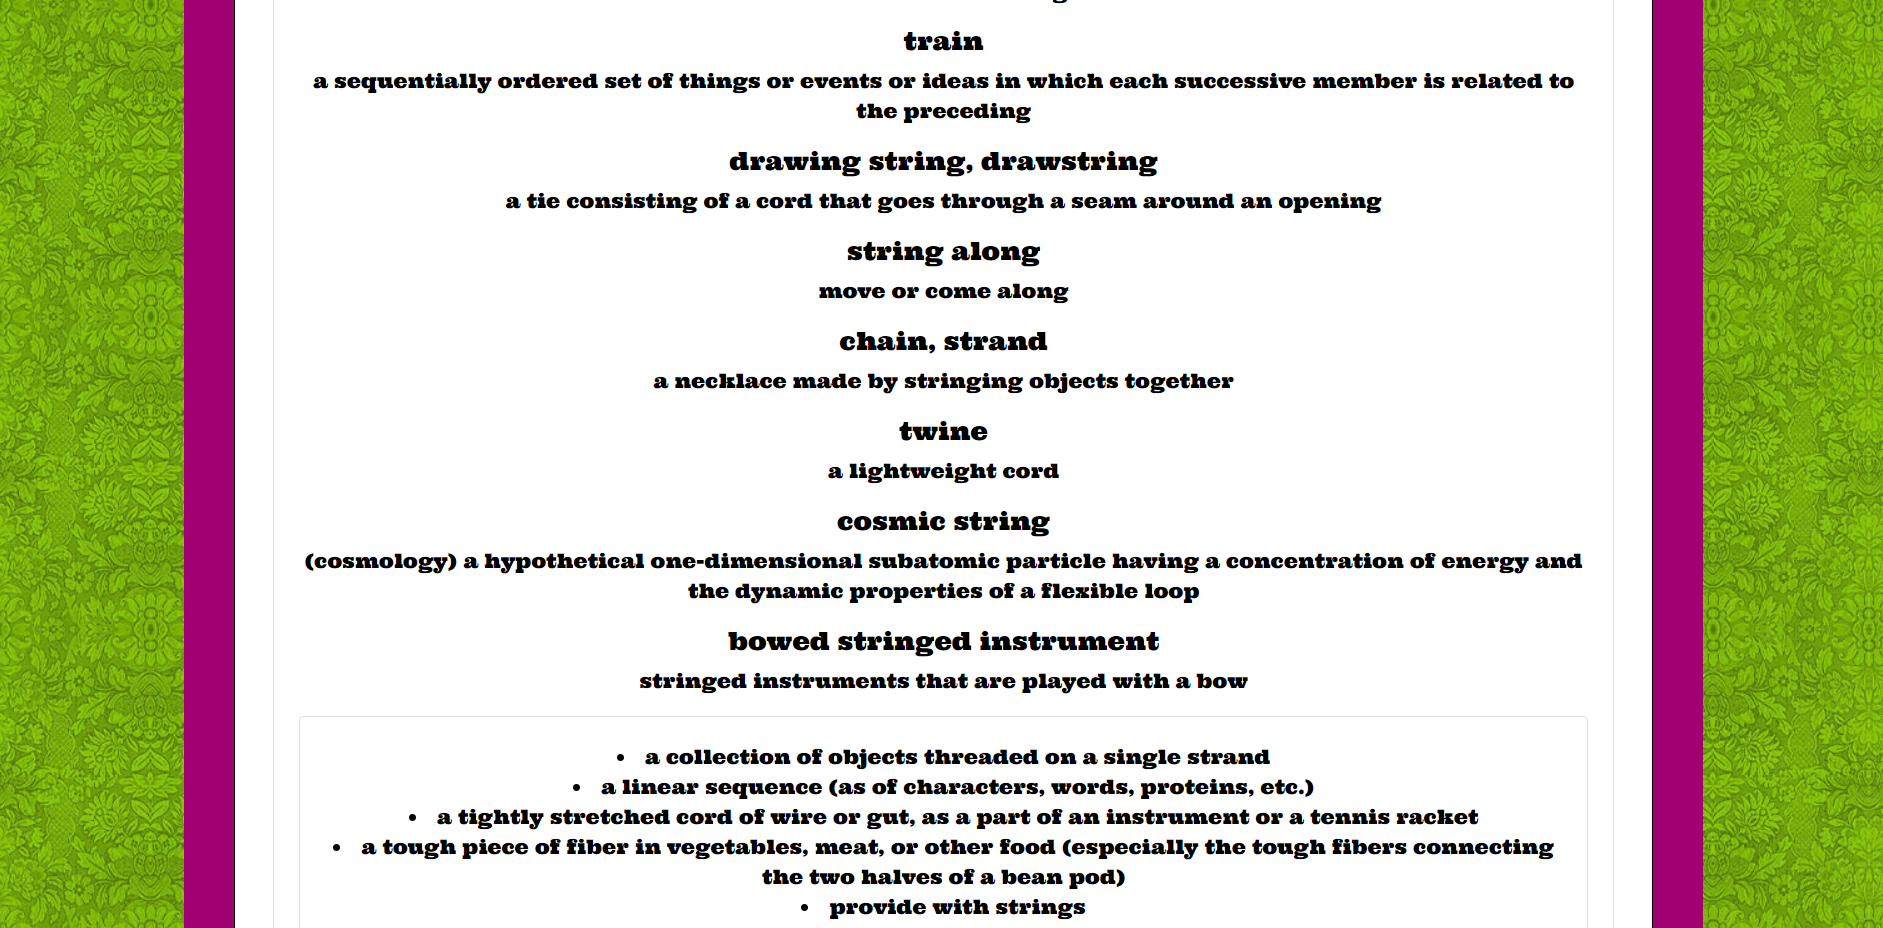 train
a sequentially ordered set of things or events or ideas in which each successive member is related to
the preceding
drawing string, drawstring
a tie consisting of a cord that goes through a seam around an opening
string along
move or come along
chain, strand
a necklace made by stringing objects together
twine
a lightweight cord
cosmic string
(cosmology) a hypothetical one-dimensional subatomic particle having a concentration of energy and
the dynamic properties of a flexible loop
bowed stringed instrument
stringed instruments that are played with a bow
• a collection of objects threaded on a single strand
• a linear sequence (as of characters, words, proteins, etc.)
• a tightly stretched cord of wire or gut, as a part of an instrument or a tennis racket
• a tough piece of fiber in vegetables, meat, or other food (especially the tough fibers connecting
the two halves of a bean pod)
• provide with strings